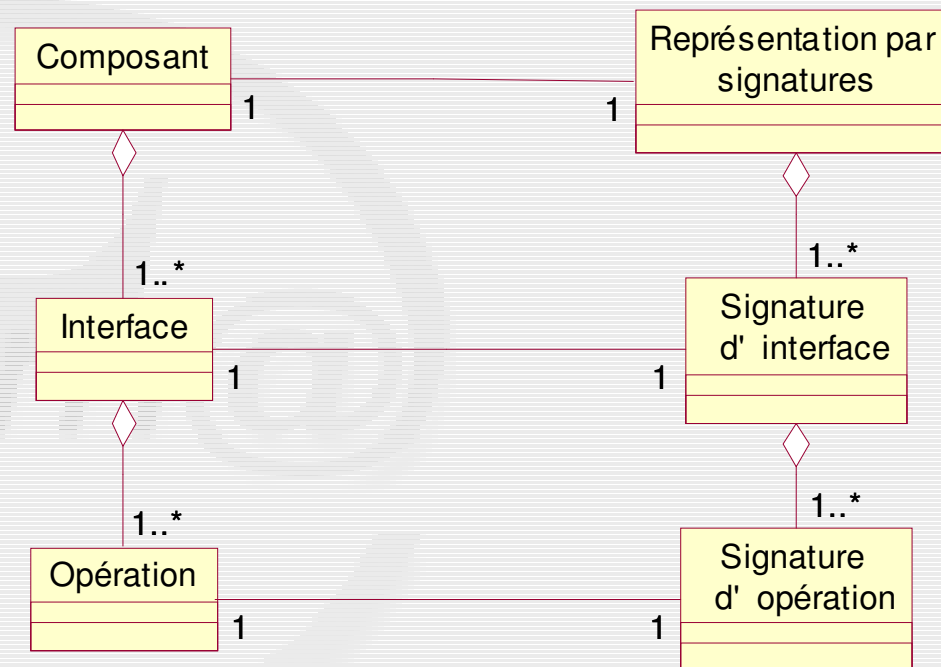 Composant
Représentation par
signatures
1
1
1..*
1..*
Interface
Signature
d' interface
1
1
1..*
1..*
Opération
Signature
d' opération
1
1